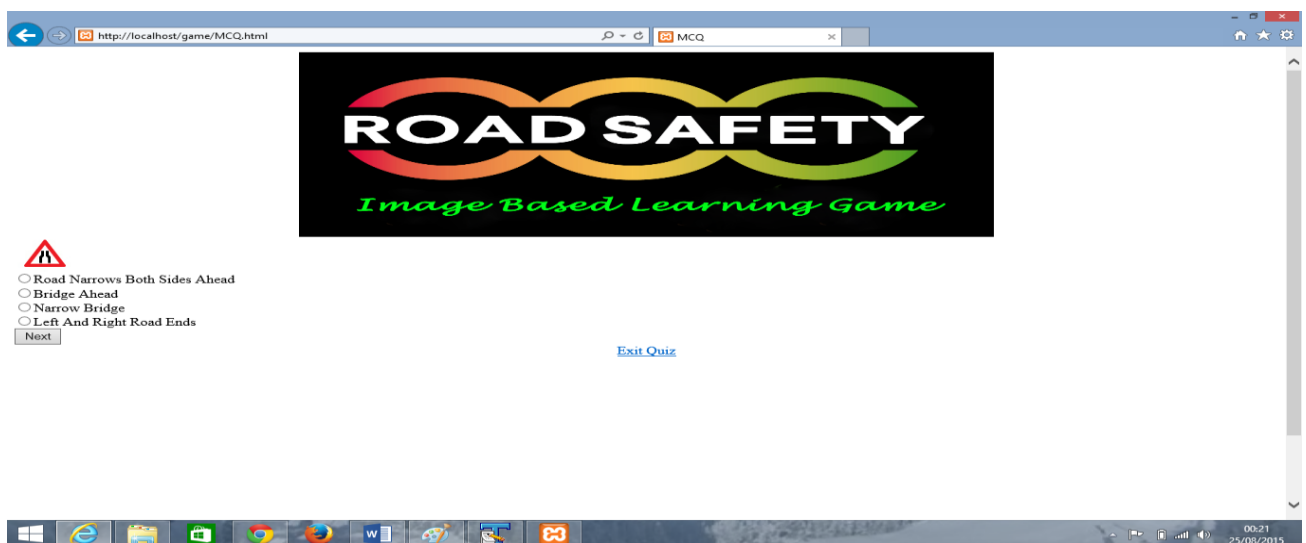 http://localhost/game/MCQ.html
MCQ
ROAD SAFETY
Image Based Learning Game
Road Narrows Both Sides Ahead
Bridge Ahead
Narrow Bridge
Left And Right Road Ends
Next
Exit Quiz
00:21
25/08/2015